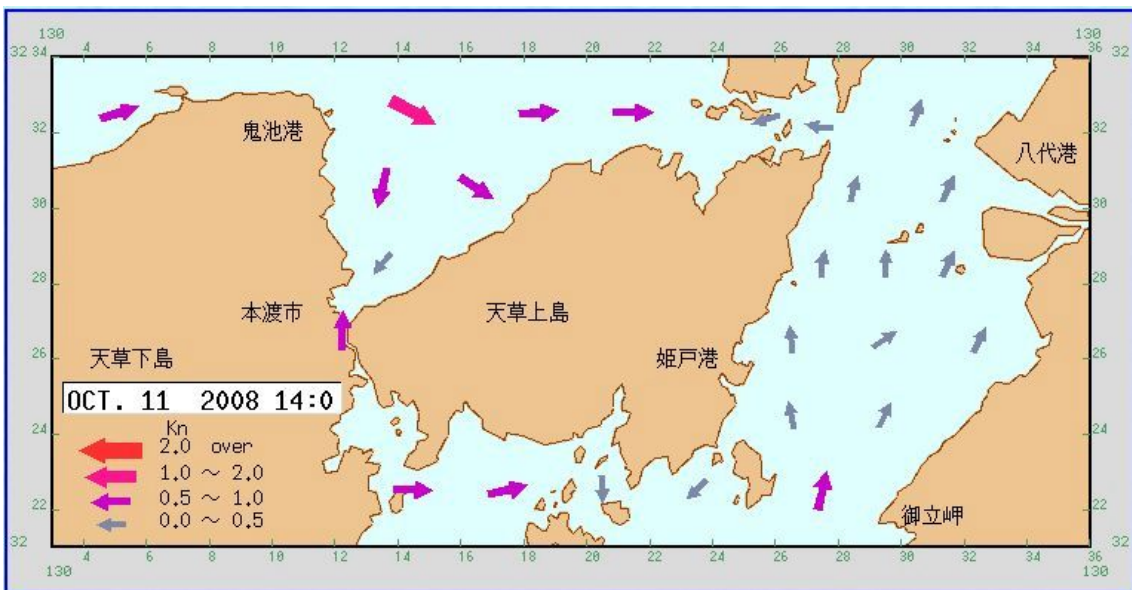 130 130
32 34 4 6 8 10 12 14 16 18 20 22 24 26 28 30 32 34 36 32
32 鬼池港 32
八代港
30 30
28 28
本渡市 天草上島
26 天草下島 姫戸港 26
OCT. 11 2008 14:0
Kn
24 2.0 over 24
1.0 ～ 2.0
22 0.5 ～ 1.0 22
0.0 ～ 0.5 御立岬
32 4 6 8 10 12 14 16 18 20 22 24 26 28 30 32 34 36 32
130 130